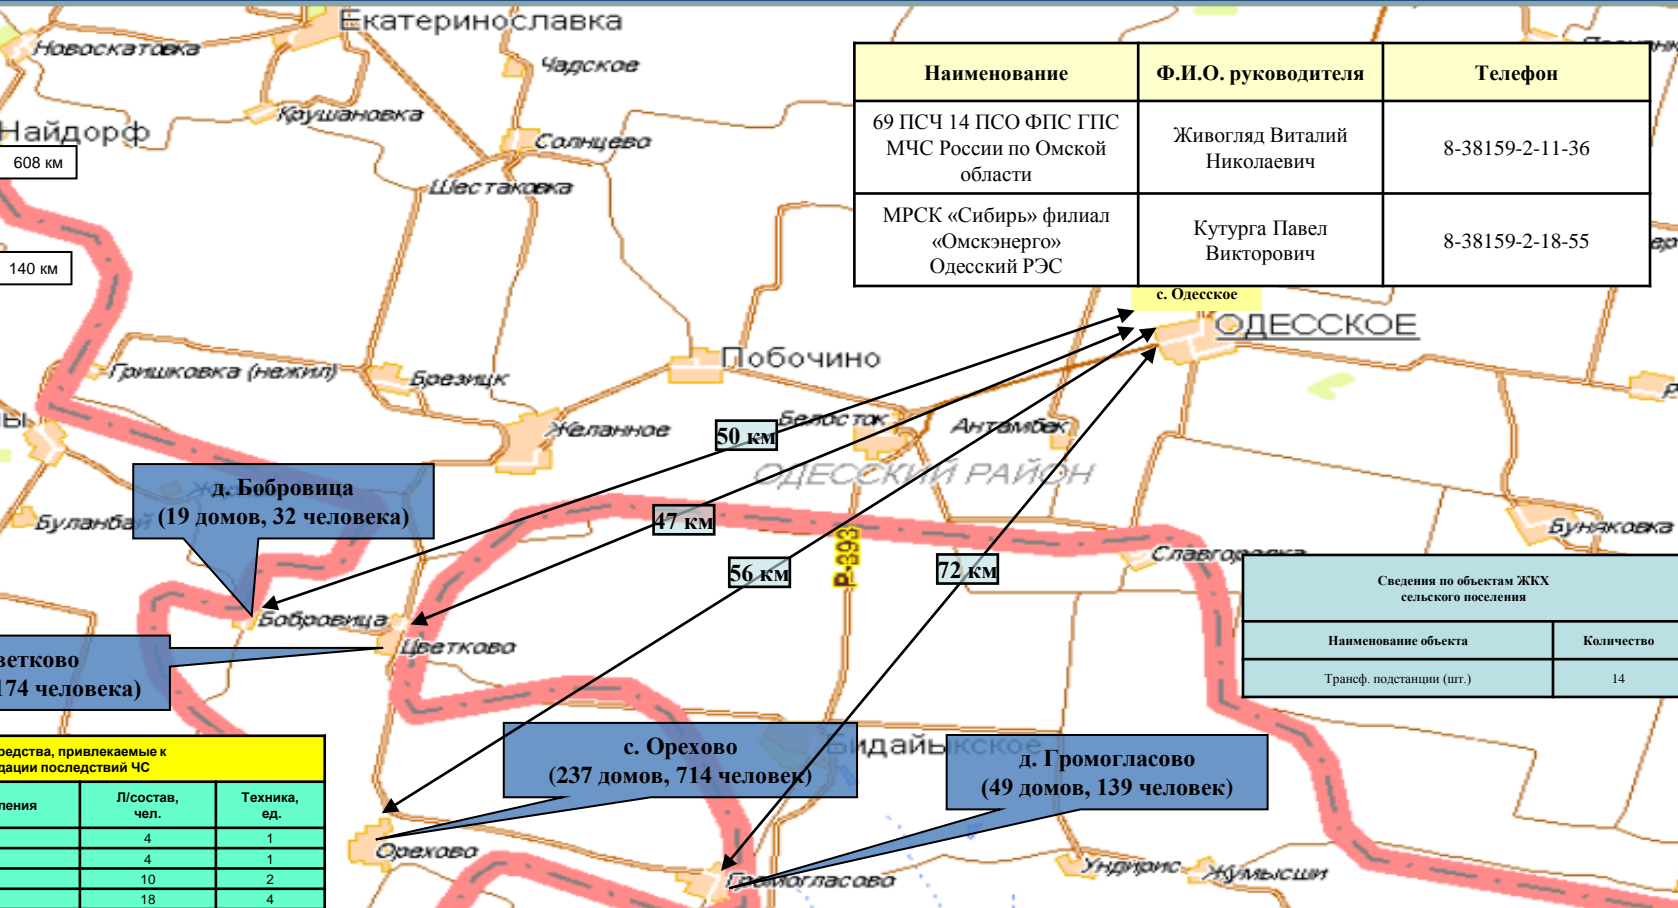 Екатеринославка
Новоскатовка
Чадское
Крушановка
Найдорф
Солнцево
608 км
Шестаковка
140 км
Наименование
Ф.И.О. руководителя
Телефон
69 ПСЧ 14 ПСО ФПС ГПС
МЧС России по Омской
области
Живогляд Виталий
Николаевич
8-38159-2-11-36
МРСК «Сибирь» филиал
«Омскэнерго»
Одесский РЭС
Кутурга Павел
Викторович
8-38159-2-18-55
с. Одесское
ОДЕССКОЕ
Побочино
Гришковка (нежил)
Брезицк
Желанное
Белосток
Антамбек
50 км
ОДЕССКИЙ РАЙОН
д. Бобровица
(19 домов, 32 человека)
Буланбай
47 км
Р-393
56 км
72 км
Буняковка
Славгородка
Сведения по объектам ЖКХ
сельского поселения
Наименование объекта
Количество
Трансф. подстанции (шт.)
14
Бобровица
Цветково
ветково
174 человека)
с. Орехово
(237 домов, 714 человек)
Бидайыкское
д. Громогласово
(49 домов, 139 человек)
редства, привлекаемые к
дации последствий ЧС
ления
Л/состав,
чел.
Техника,
ед.
4
1
4
1
10
2
18
4
Орехово
Громогласово
Ундирис
Жумысши